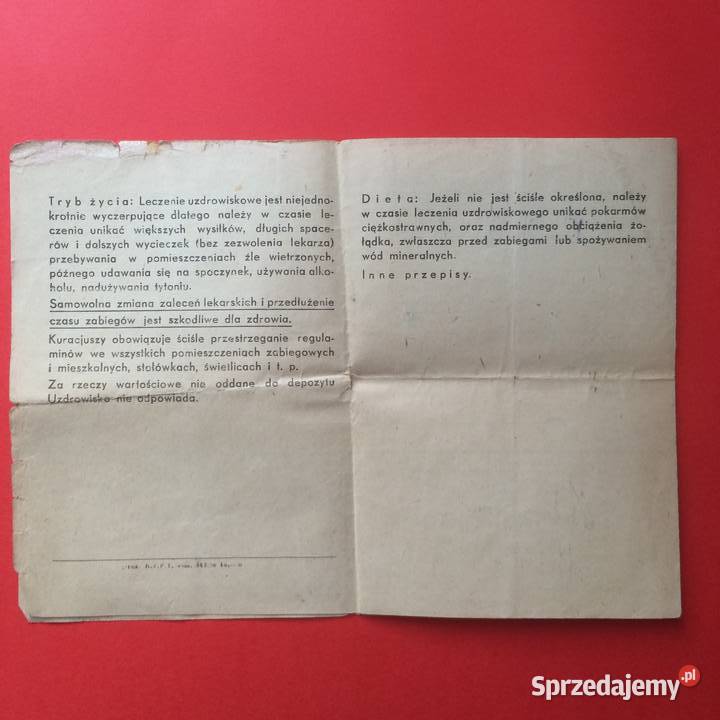 Tryb życia: Leczenie uzdrowiskowe jest niejedno-
krotnie wyczerpujące dlatego należy w czasie le-
czenia unikać większych wysiłków, długich space-
rów i dalszych wycieczek (bez zezwolenia lekarza)
przebywania w pomieszczeniach źle wietrzonych,
późnego udawania się na spoczynek, używania alko-
holu, nadużywania tytoniu.
Samowolna zmiana zaleceń lekarskich i przedłużenie
czasu zabiegów jest szkodliwe dla zdrowia.
Kuracjuszy obowiązuje ściśle przestrzeganie regula-
minów we wszystkich pomieszczeniach zabiegowych
i mieszkalnych, stołówkach, świetlicach i t. p.
Za rzeczy wartościowe nie oddane do depozytu
Uzdrowisko nie odpowiada.
Dieta: Jeżeli nie jest ściśle określona, należy
w czasie leczenia uzdrowiskowego unikać pokarmów
ciężkostrawnych, oraz nadmiernego obciążenia żo-
łądka, zwłaszcza przed zabiegami lub spożywaniem
wód mineralnych.
Inne przepisy.
Sprzedajemy.pl